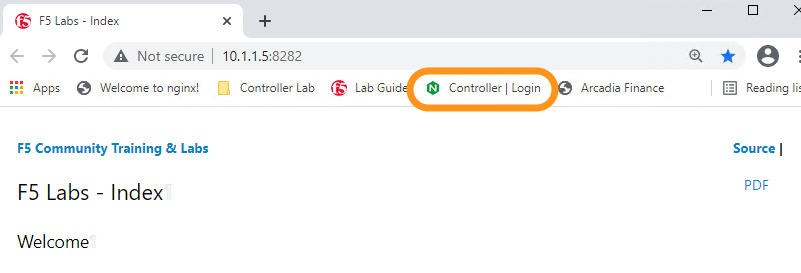 F5 Labs - Index
Not secure | 10.1.1.5:8282
Apps Welcome to nginx! Controller Lab Lab Guide Controller | Login Arcadia Finance Reading lis
F5 Community Training & Labs Source |
F5 Labs - Index¶ PDF
Welcome¶